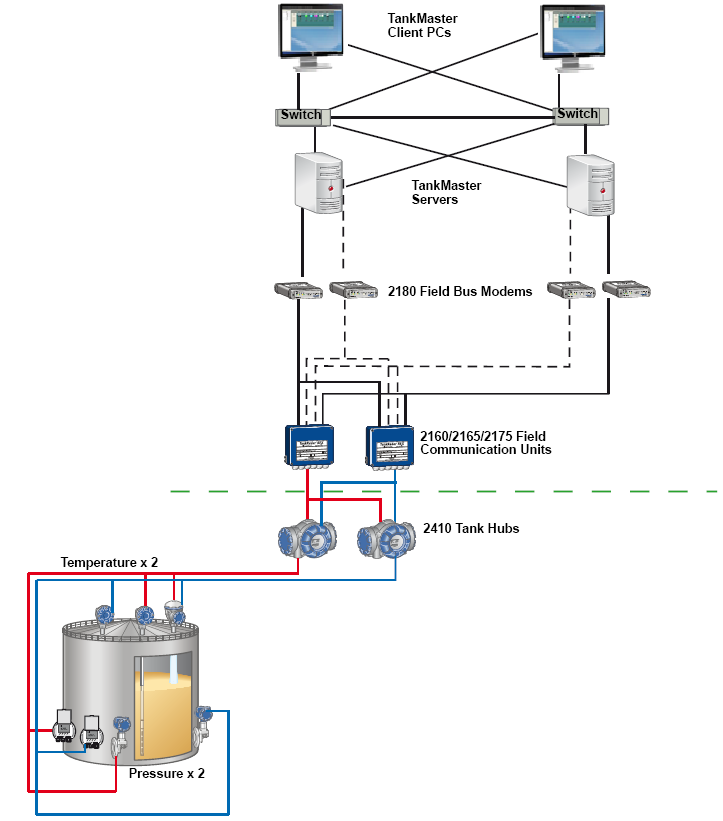 TankMaster
Client PCs
Switch
Switch
TankMaster
Servers
2180 Field Bus Modems
2160/2165/2175 Field
Communication Units
2410 Tank Hubs
Temperature x 2
Pressure x 2